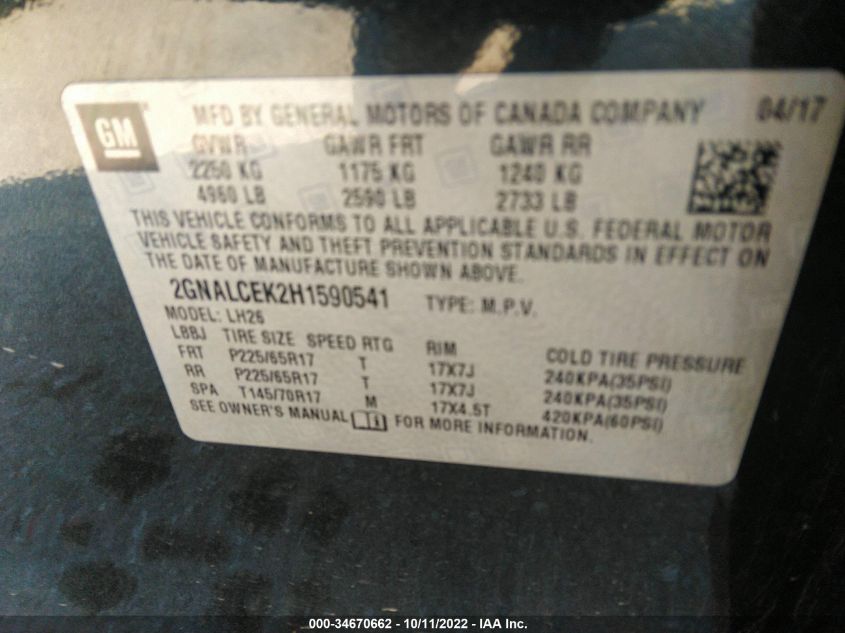 GM
MFD BY GENERAL MOTORS OF CANADA COMPANY 04/17
GVWR GAWR FRT GAWR RR
2250 KG 1175 KG 1240 KG
4960 LB 2590 LB 2733 LB
THIS VEHICLE CONFORMS TO ALL APPLICABLE U.S. FEDERAL MOTOR
VEHICLE SAFETY AND THEFT PREVENTION STANDARDS IN EFFECT ON
THE DATE OF MANUFACTURE SHOWN ABOVE.
2GNALCEK2H1590541 TYPE: M.P.V.
MODEL: LH26
LBBJ TIRE SIZE SPEED RTG RIM COLD TIRE PRESSURE
FRT P225/65R17 T 17X7J 240KPA(35PSI)
RR P225/65R17 T 17X7J 240KPA(35PSI)
SPA T145/70R17 M 17X4.5T 420KPA(60PSI)
SEE OWNER'S MANUAL FOR MORE INFORMATION.
000-34670662 - 10/11/2022 - IAA Inc.